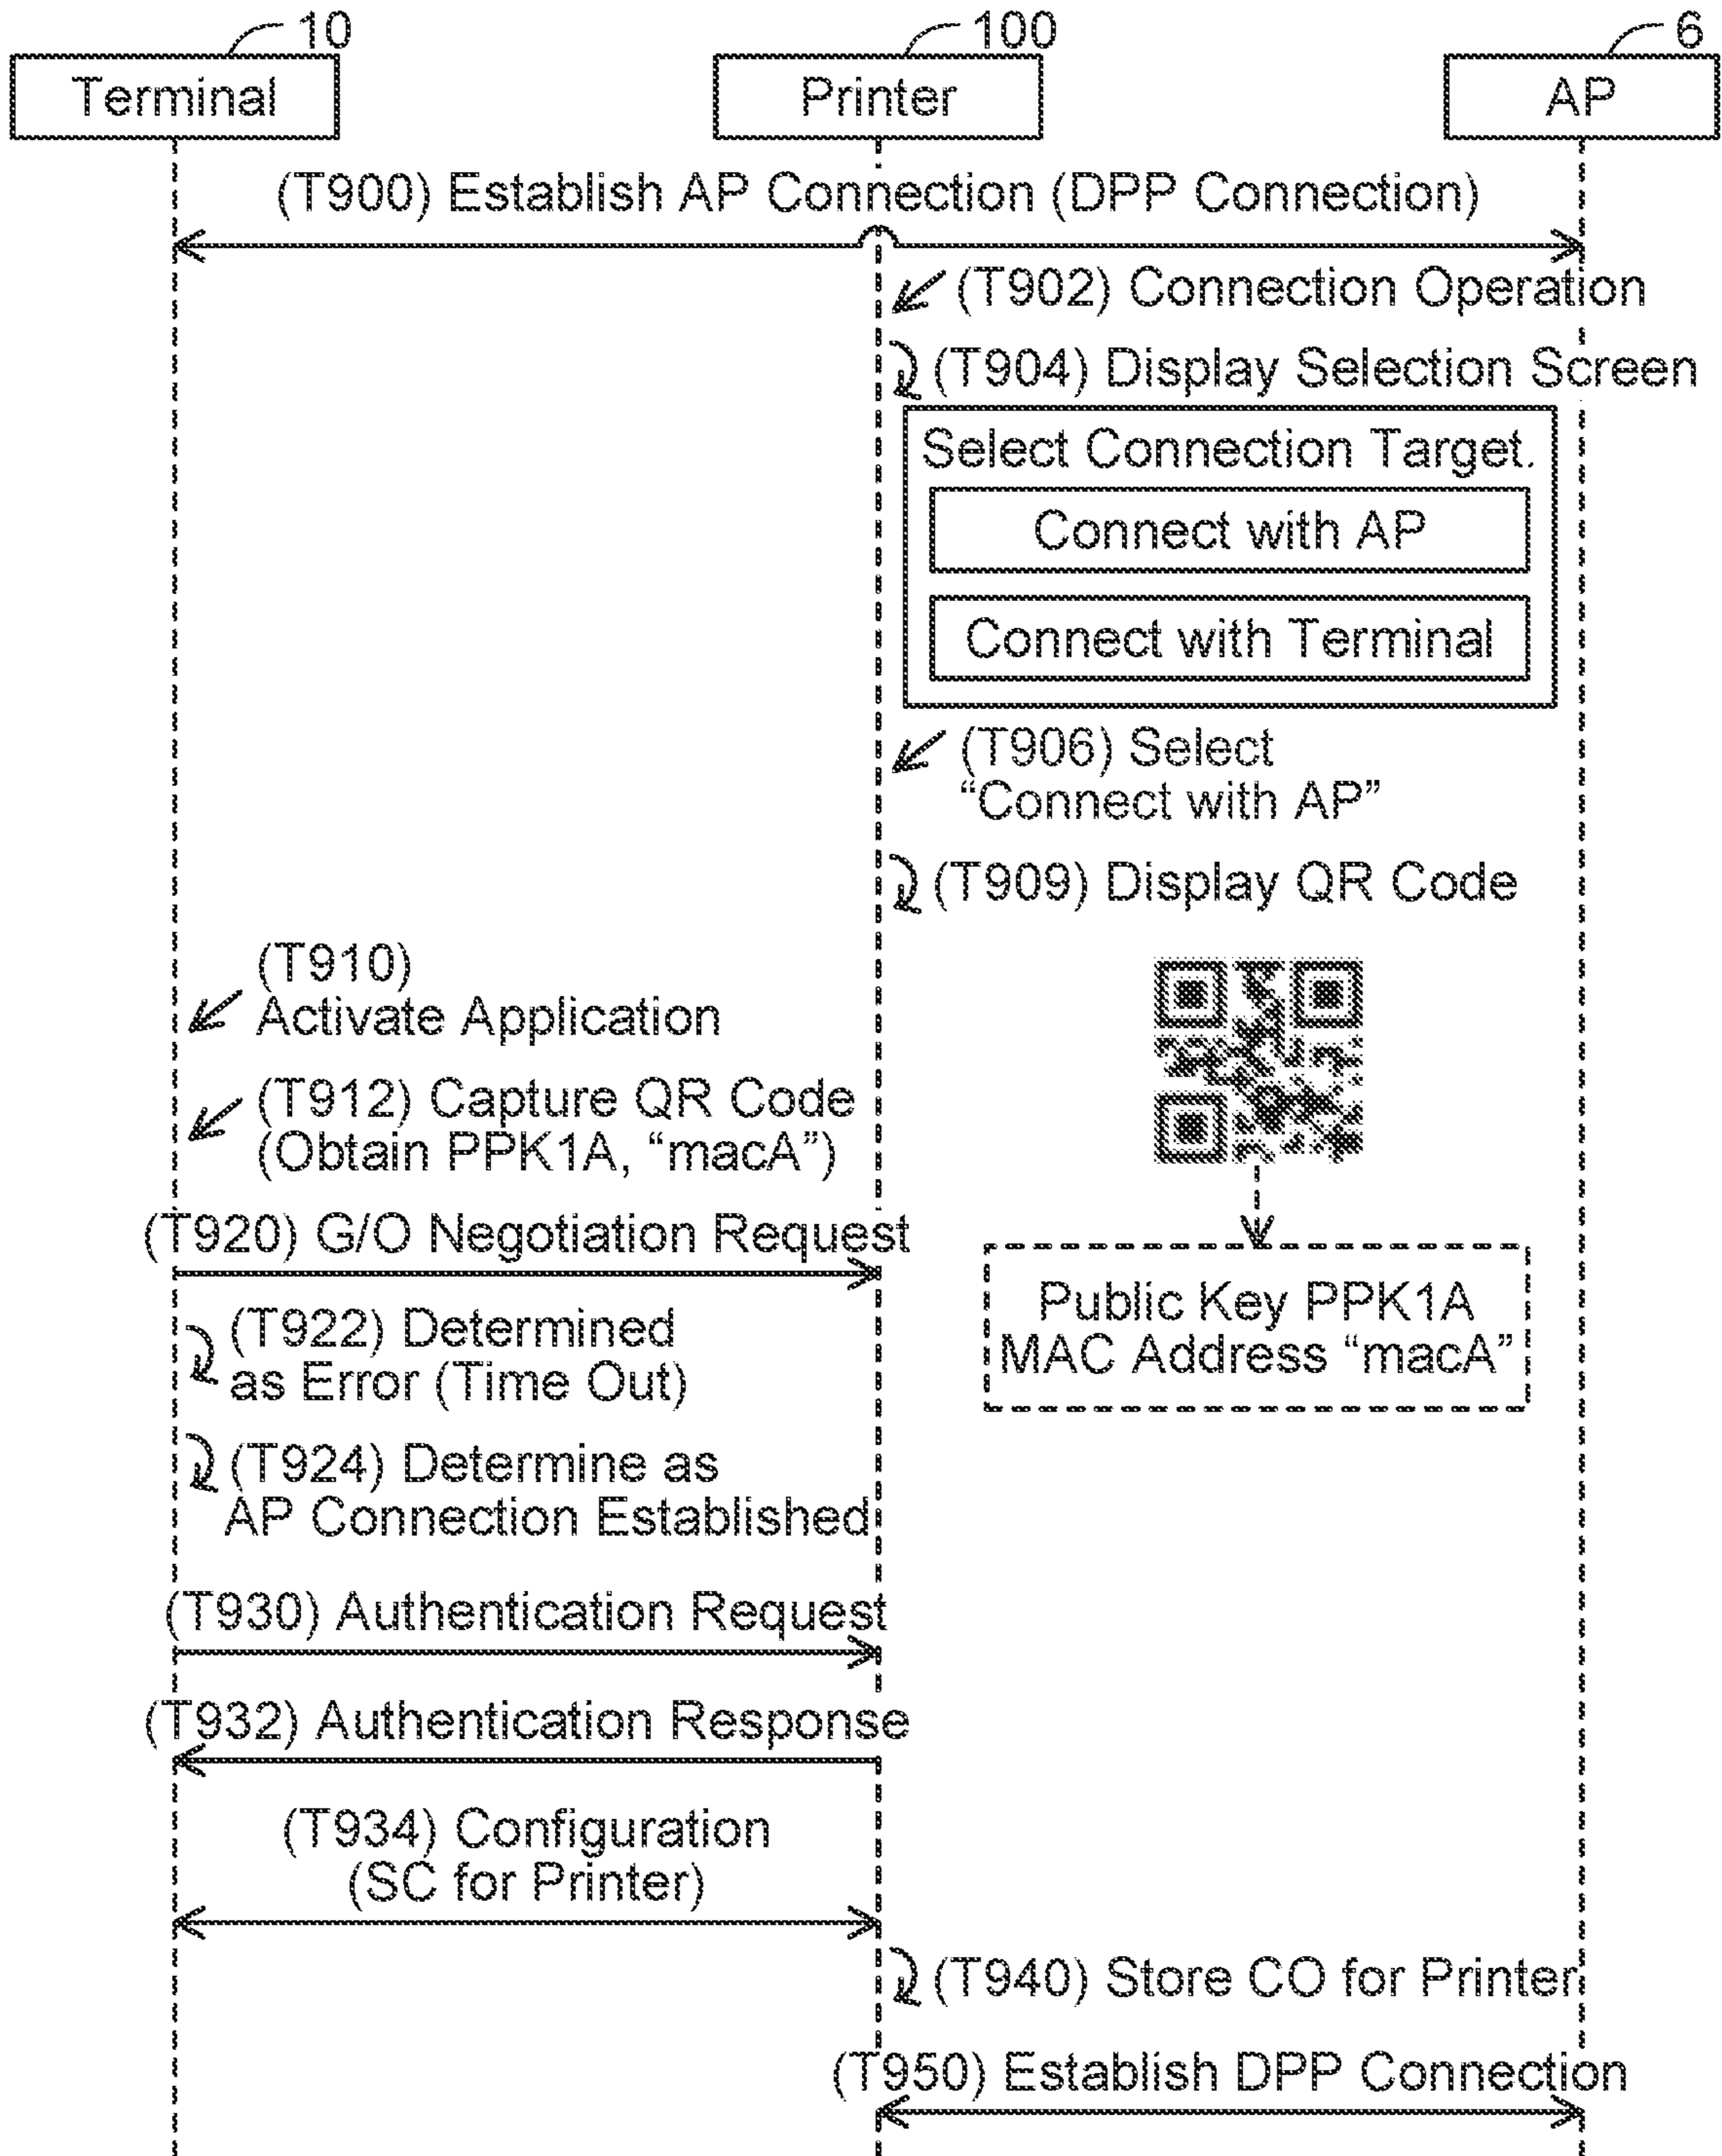 10
100
6
Terminal
Printer
AP
(T900) Establish AP Connection (DPP Connection)
(T902) Connection Operation
(T904) Display Selection Screen
Select Connection Target.
Connect with AP
Connect with Terminal
(T906) Select
“Connect with AP”
(T909) Display QR Code
(T910)
Activate Application
(T912) Capture QR Code
(Obtain PPK1A, “macA”)
(T920) G/O Negotiation Request
Public Key PPK1A
MAC Address “macA”
(T922) Determined
as Error (Time Out)
(T924) Determine as
AP Connection Established
(T930) Authentication Request
(T932) Authentication Response
(T934) Configuration
(SC for Printer)
(T940) Store CO for Printer
(T950) Establish DPP Connection